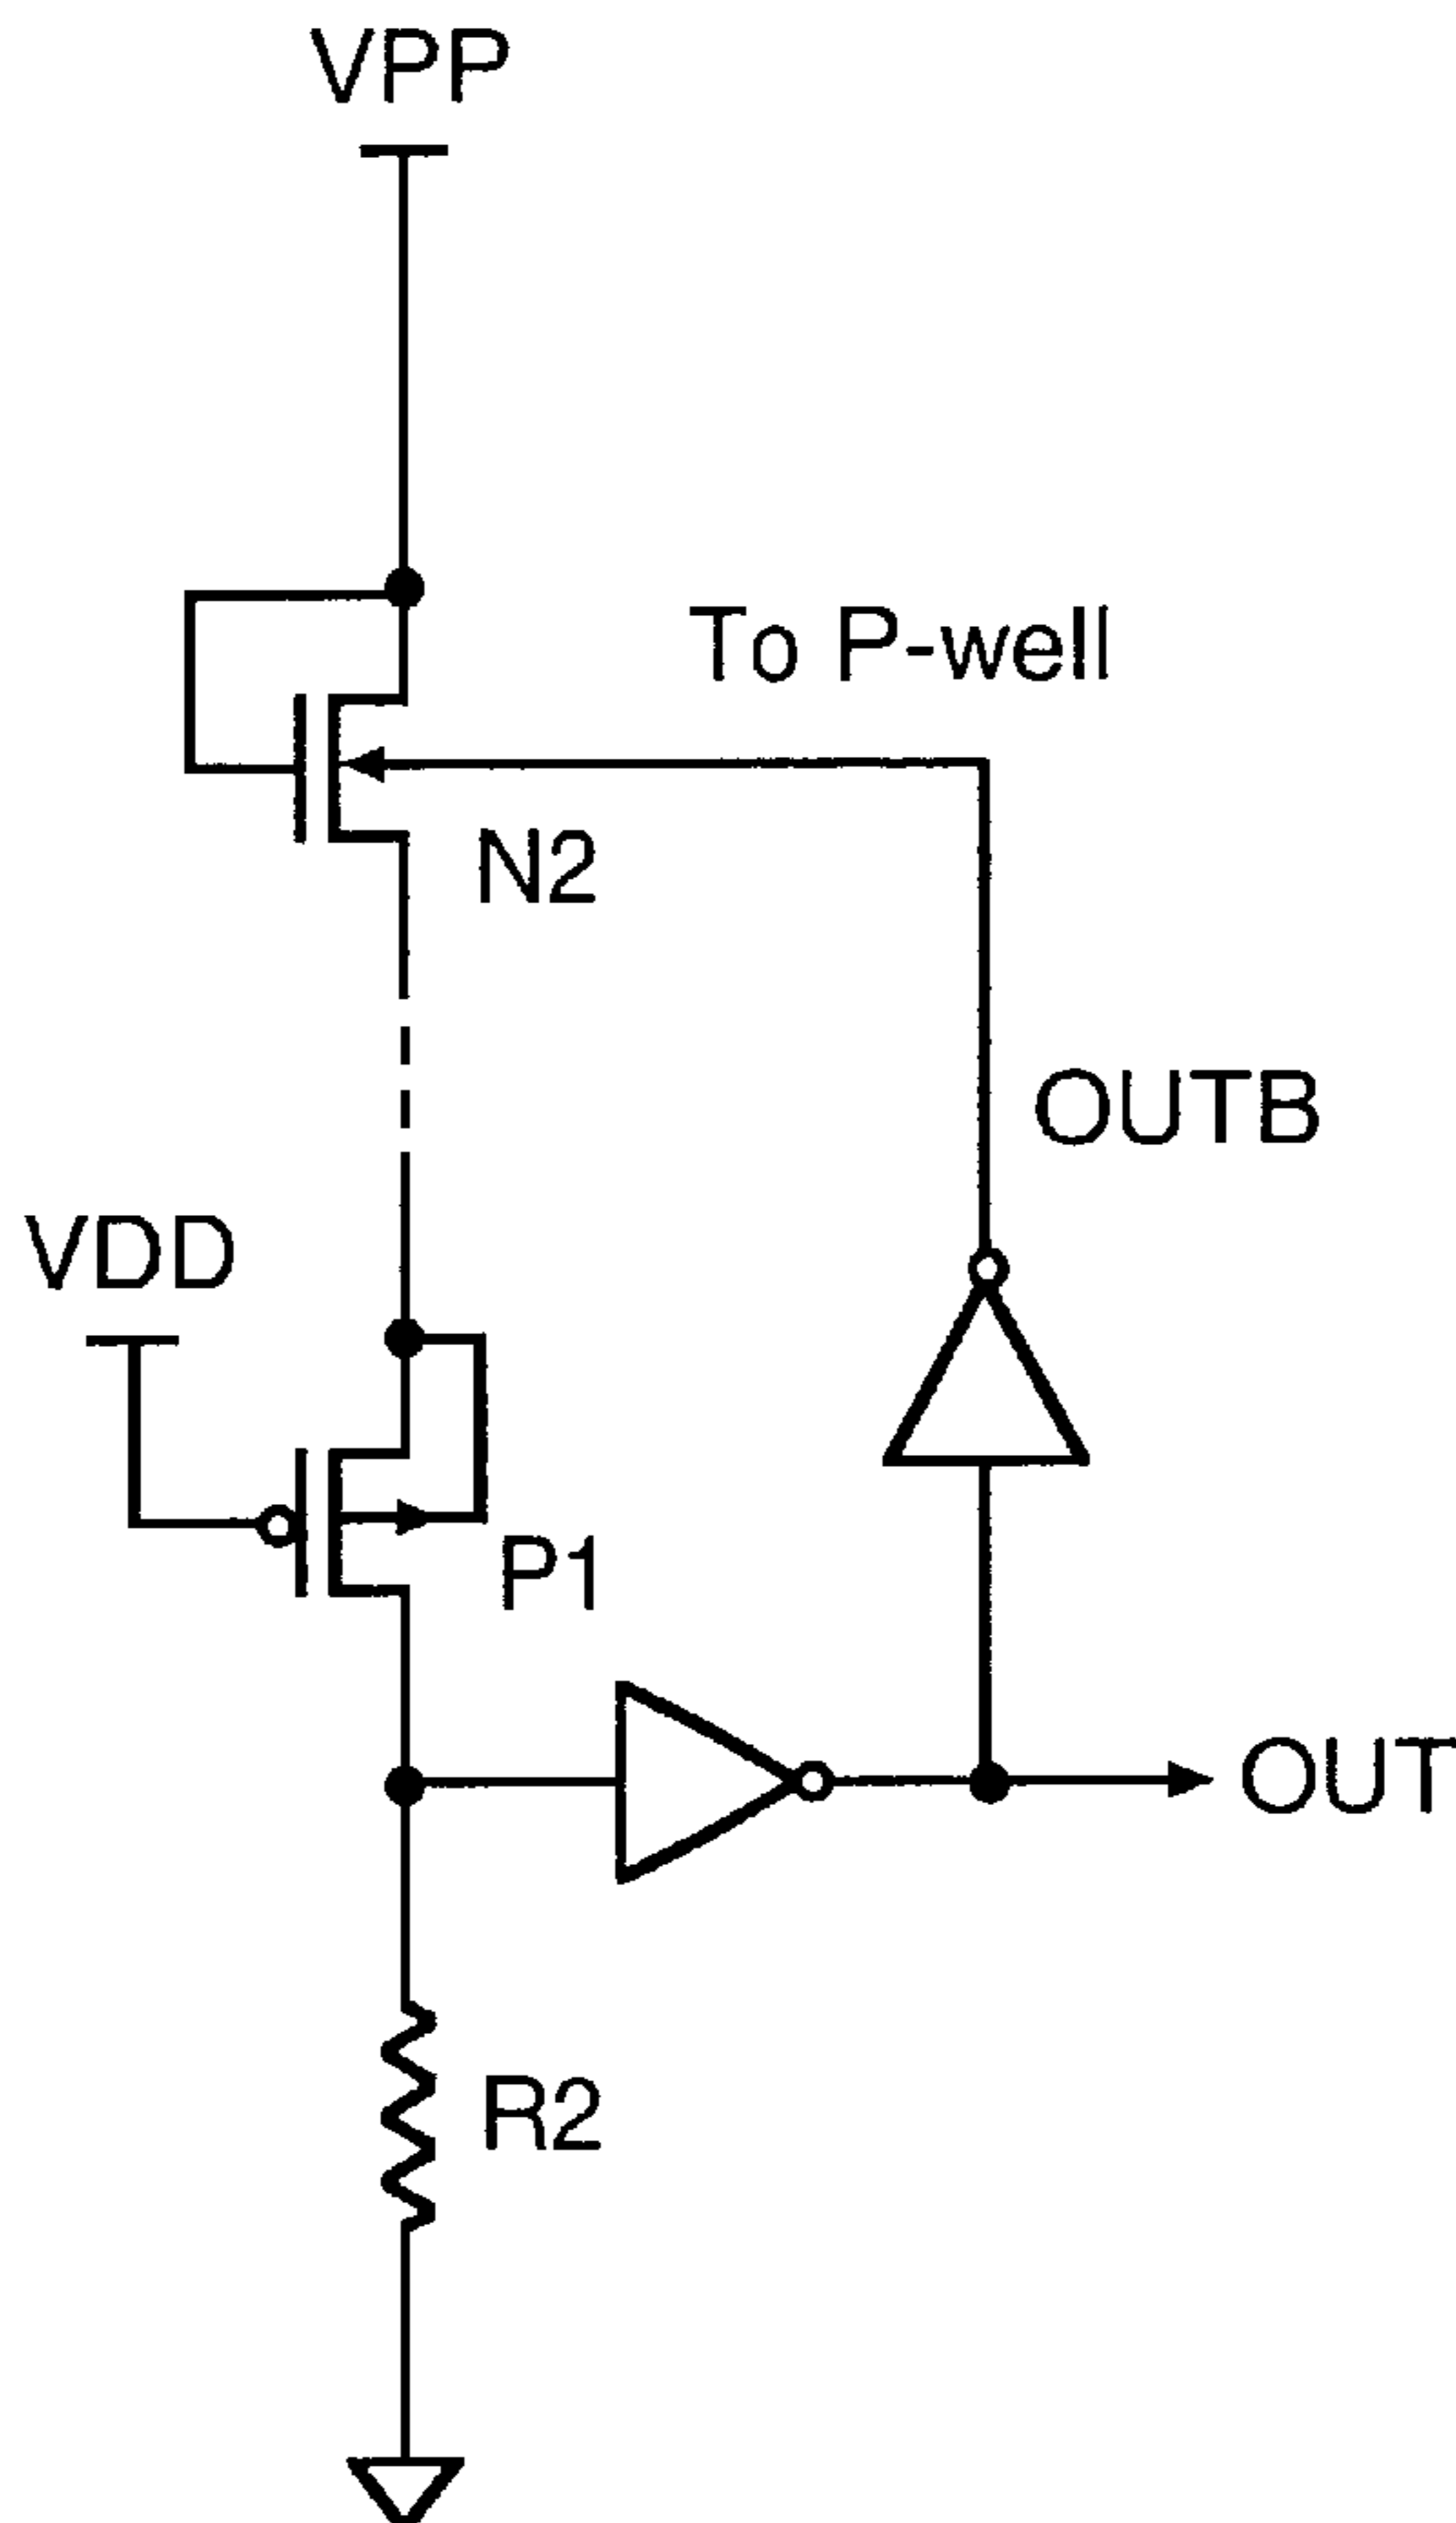 VPP
To P-well
N2
OUTB
VDD
P1
OUT
R2